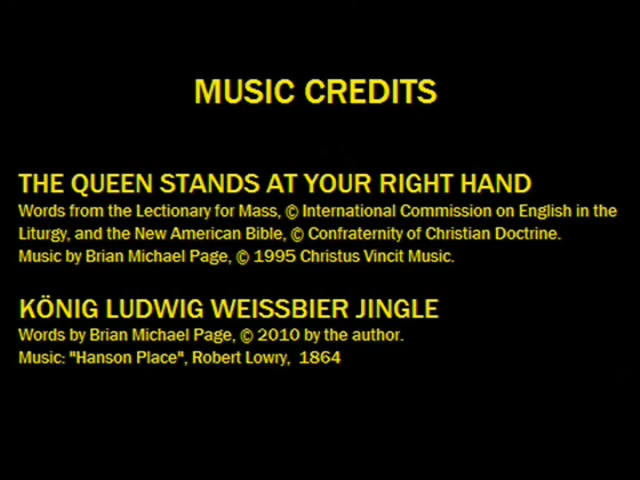 MUSIC CREDITS
THE QUEEN STANDS AT YOUR RIGHT HAND
Words from the Lectionary for Mass, © International Commission on English in the
Liturgy, and the New American Bible, © Confraternity of Christian Doctrine.
Music by Brian Michael Page, © 1995 Christus Vincit Music.
KÖNIG LUDWIG WEISSBIER JINGLE
Words by Brian Michael Page, © 2010 by the author.
Music: "Hanson Place", Robert Lowry,  1864